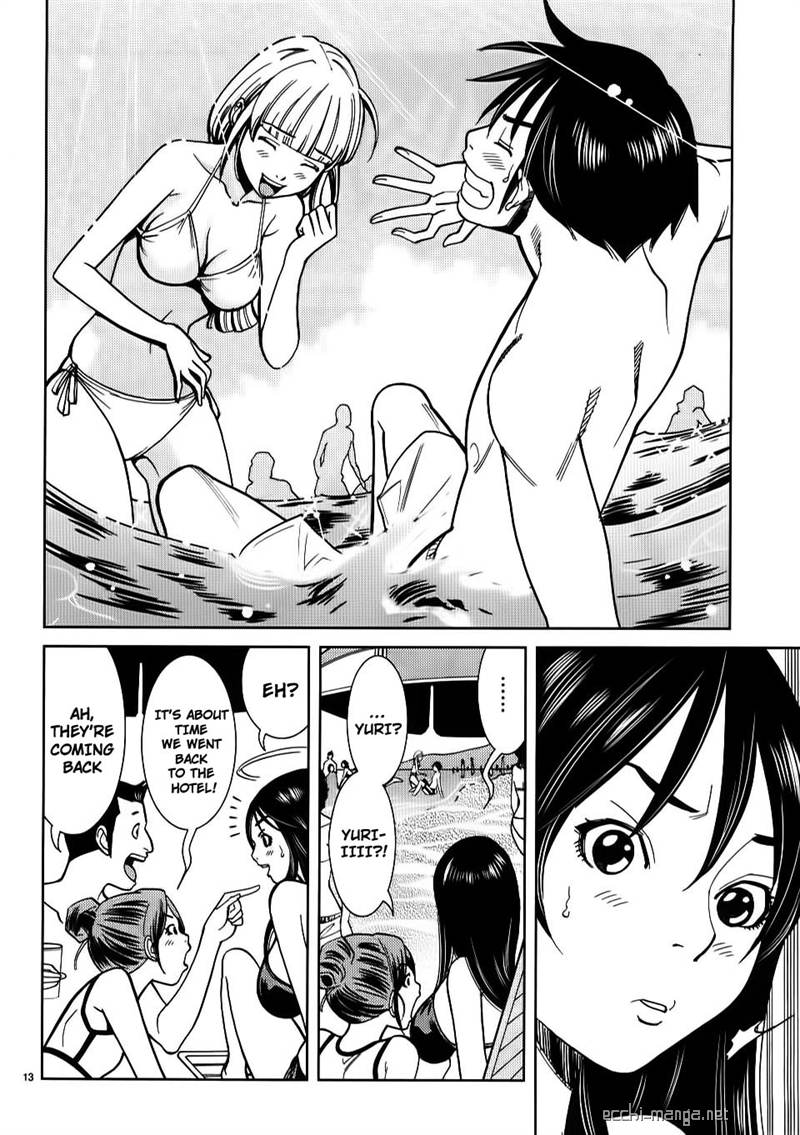 ......
...
YURI?
YURI-
IIII?!
EH?
IT'S ABOUT
TIME
WE WENT
BACK
TO THE
HOTEL!
AH,
THEY'RE
COMING
BACK
13
ecchi-manga.net